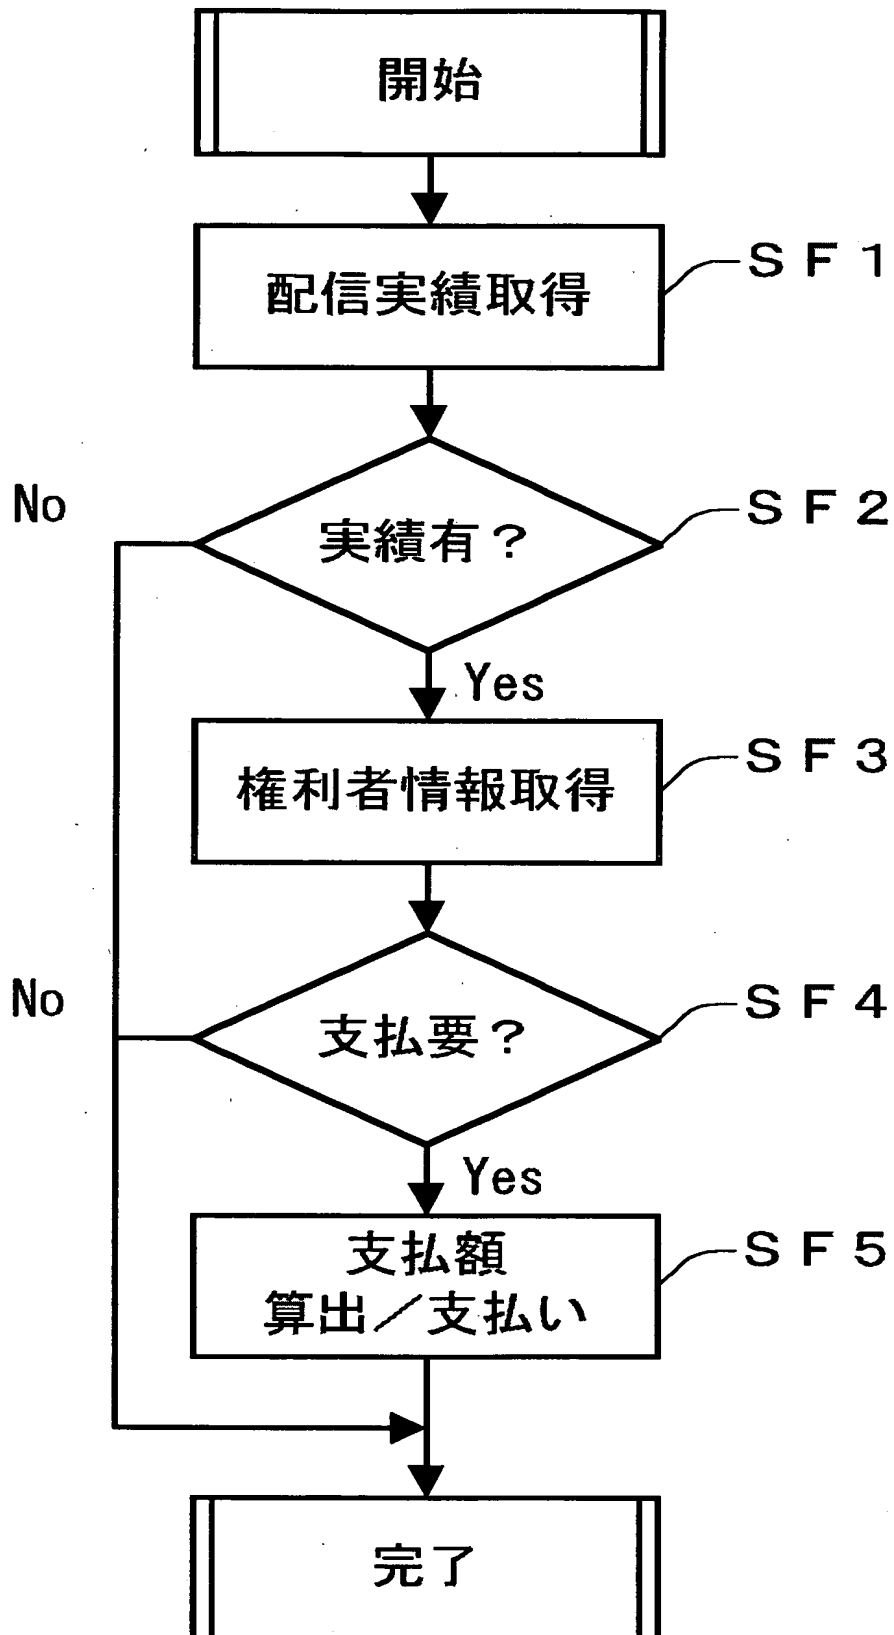 開始
配信実績取得
ＳＦ１
No
実績有？
ＳＦ２
Yes
権利者情報取得
ＳＦ３
No
支払要？
ＳＦ４
Yes
支払額
算出／支払い
ＳＦ５
完了